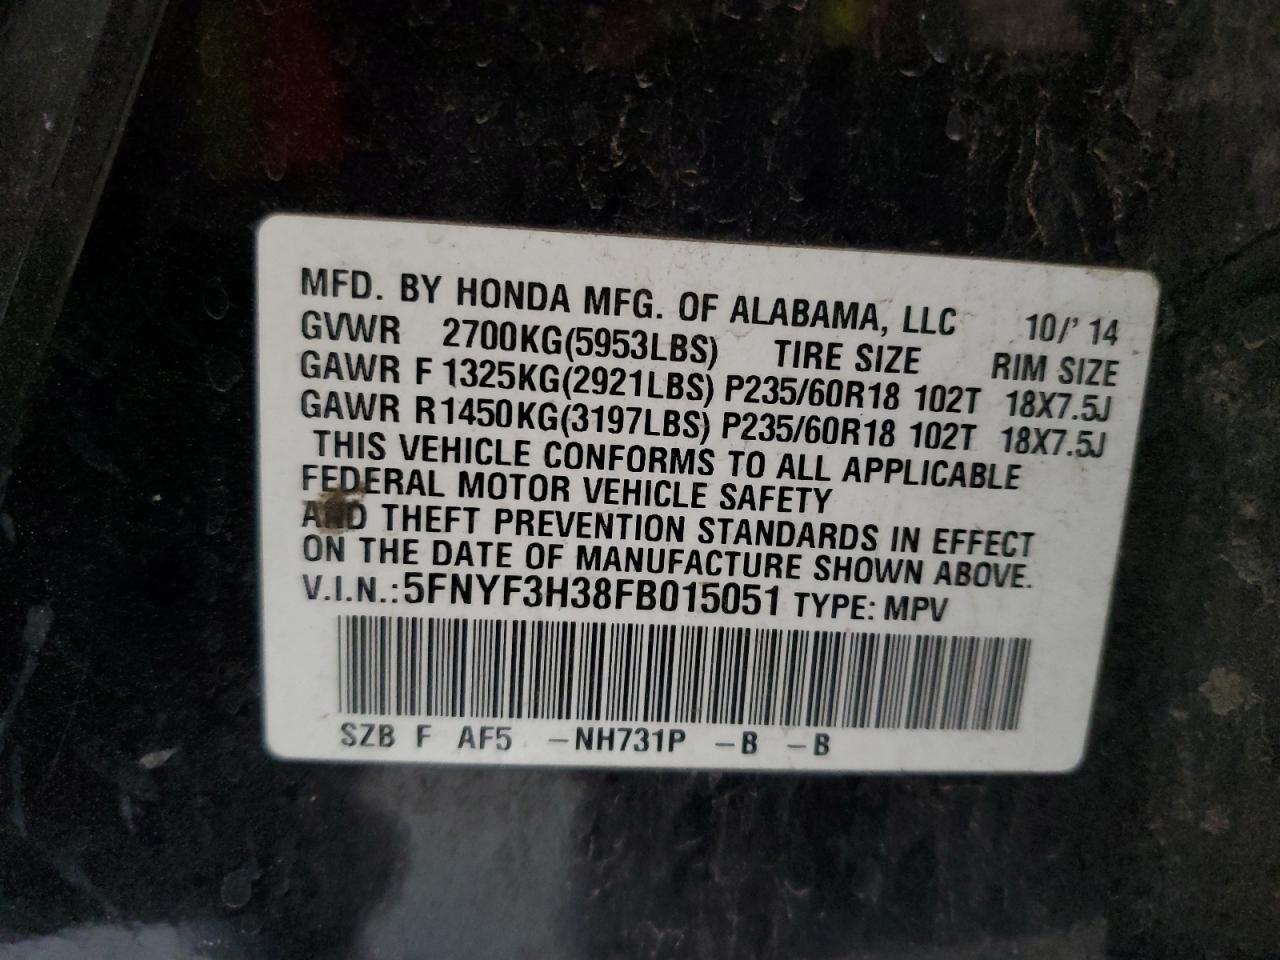 MFD. BY HONDA MFG. OF ALABAMA, LLC 10/' 14
GVWR 2700KG(5953LBS) TIRE SIZE RIM SIZE
GAWR F 1325KG(2921LBS) P235/60R18 102T 18X7.5J
GAWR R1450KG(3197LBS) P235/60R18 102T 18X7.5J
THIS VEHICLE CONFORMS TO ALL APPLICABLE
FEDERAL MOTOR VEHICLE SAFETY
AND THEFT PREVENTION STANDARDS IN EFFECT
ON THE DATE OF MANUFACTURE SHOWN ABOVE.
V.I.N.:5FNYF3H38FB015051 TYPE: MPV
SZB F AF5 –NH731P –B –B